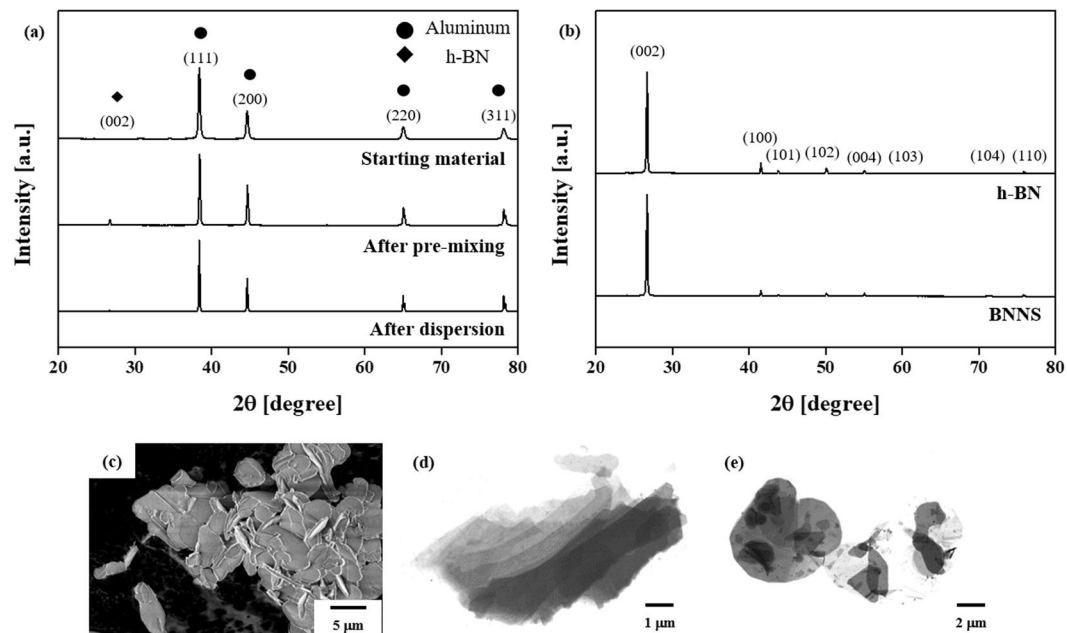 (a)
● Aluminum
◆ h-BN
(111)
(200)
(002)
(220)
(311)
Starting material
After pre-mixing
After dispersion
Intensity [a.u.]
20 30 40 50 60 70 80
2θ [degree]
(b)
(002)
(100)
(101)
(102)
(004)
(103)
(104)
(110)
h-BN
BNNS
Intensity [a.u.]
20 30 40 50 60 70 80
2θ [degree]
(c)
5 μm
(d)
1 μm
(e)
2 μm